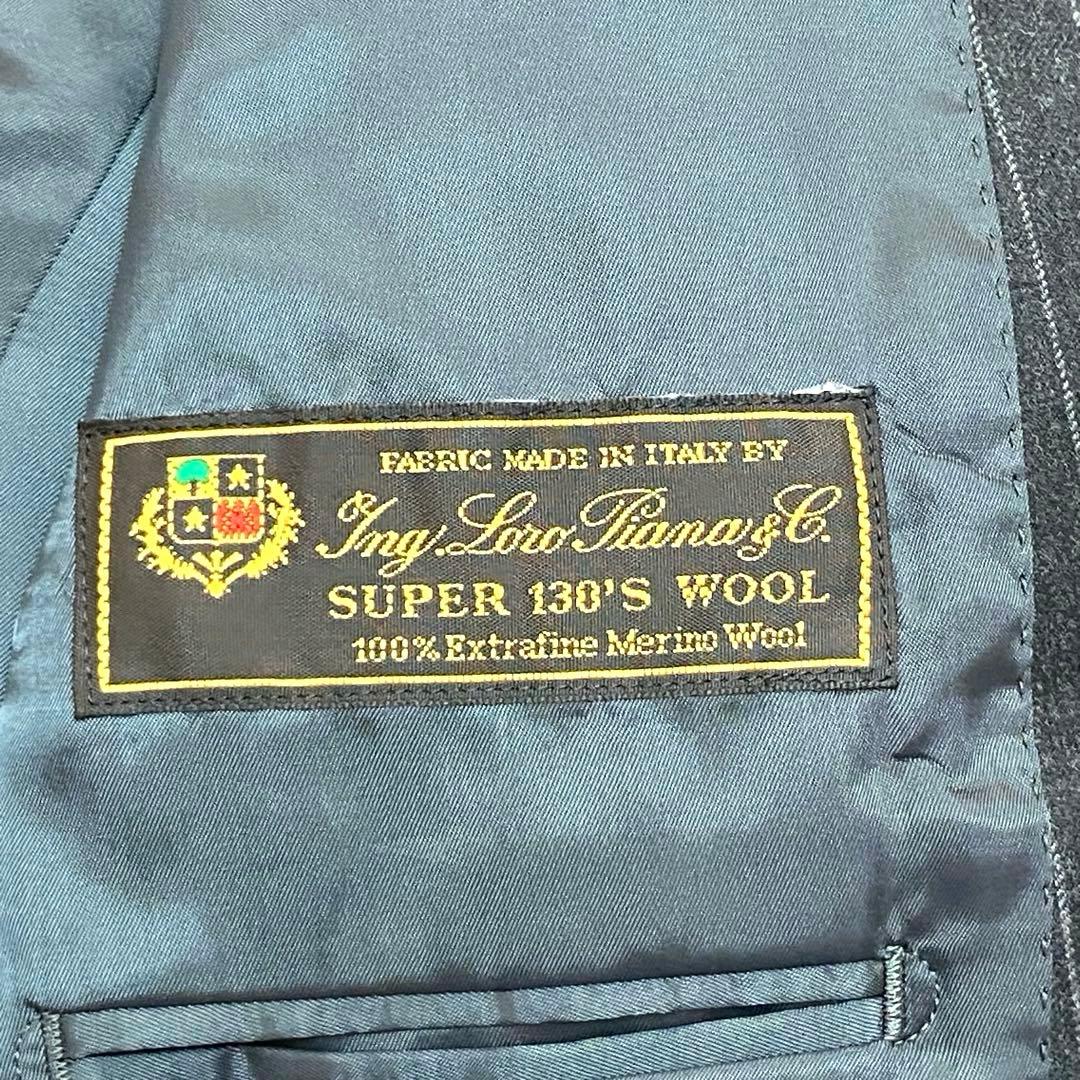 FABRIC MADE IN ITALY BY
Ing. Loro Piana & C.
SUPER 130'S WOOL
100% Extrafine Merino Wool